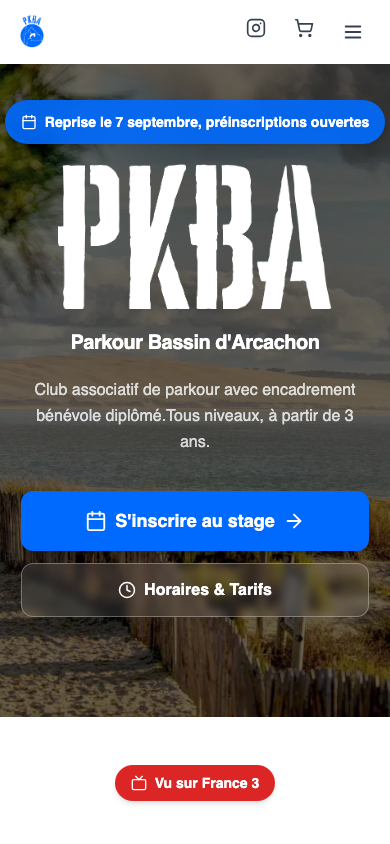 PKBA
Reprise le 7 septembre, préinscriptions ouvertes
PKBA
Parkour Bassin d'Arcachon
Club associatif de parkour avec encadrement
bénévole diplômé.Tous niveaux, à partir de 3
ans.
S'inscrire au stage
Horaires & Tarifs
Vu sur France 3